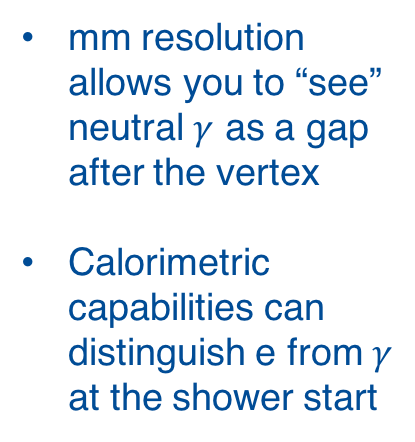 • mm resolution
allows you to “see”
neutral γ as a gap
after the vertex
• Calorimetric
capabilities can
distinguish e from γ
at the shower start